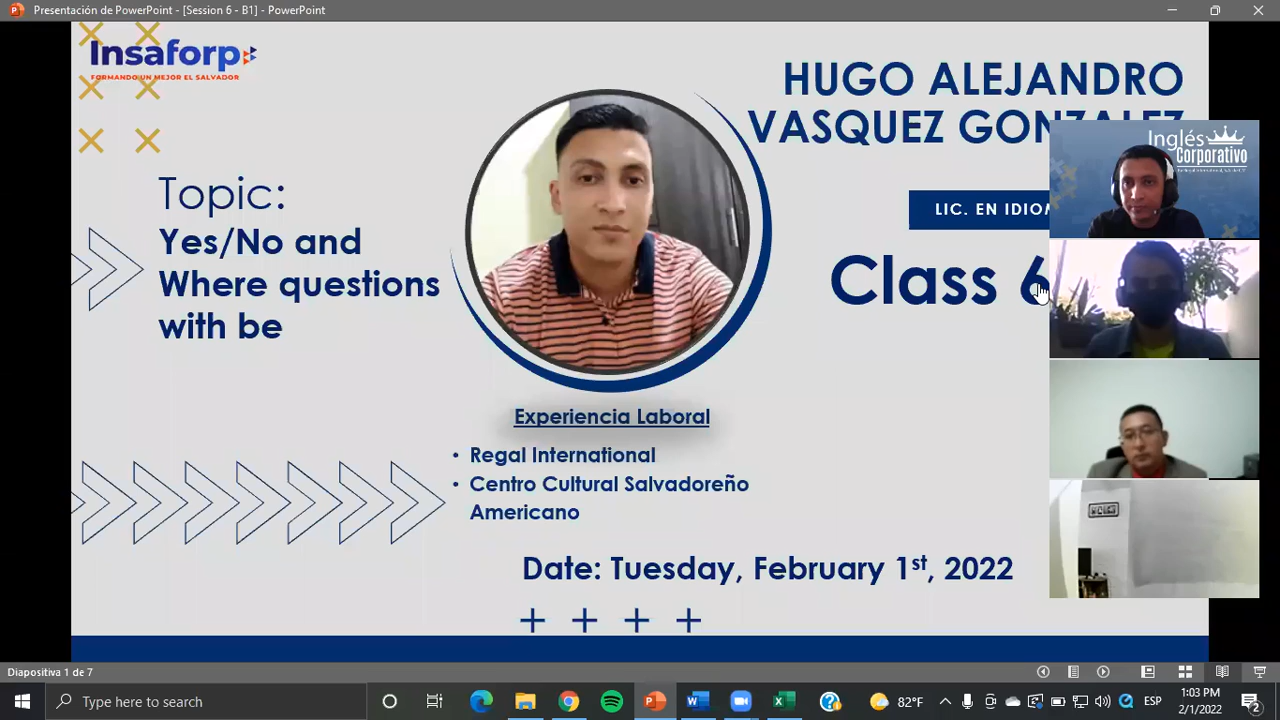 Presentación de PowerPoint - [Session 6 - B1] - PowerPoint
Insaforp
FORMANDO UN MEJOR EL SALVADOR
HUGO ALEJANDRO
VASQUEZ GONZALEZ
Inglés
Corporativo
Topic:
Yes/No and
Where questions
with be
LIC. EN IDIOM
Class 6
Experiencia Laboral
• Regal International
• Centro Cultural Salvadoreño
Americano
Date: Tuesday, February 1st, 2022
Diapositiva 1 de 7
Type here to search
82°F
ESP
1:03 PM
2/1/2022
2